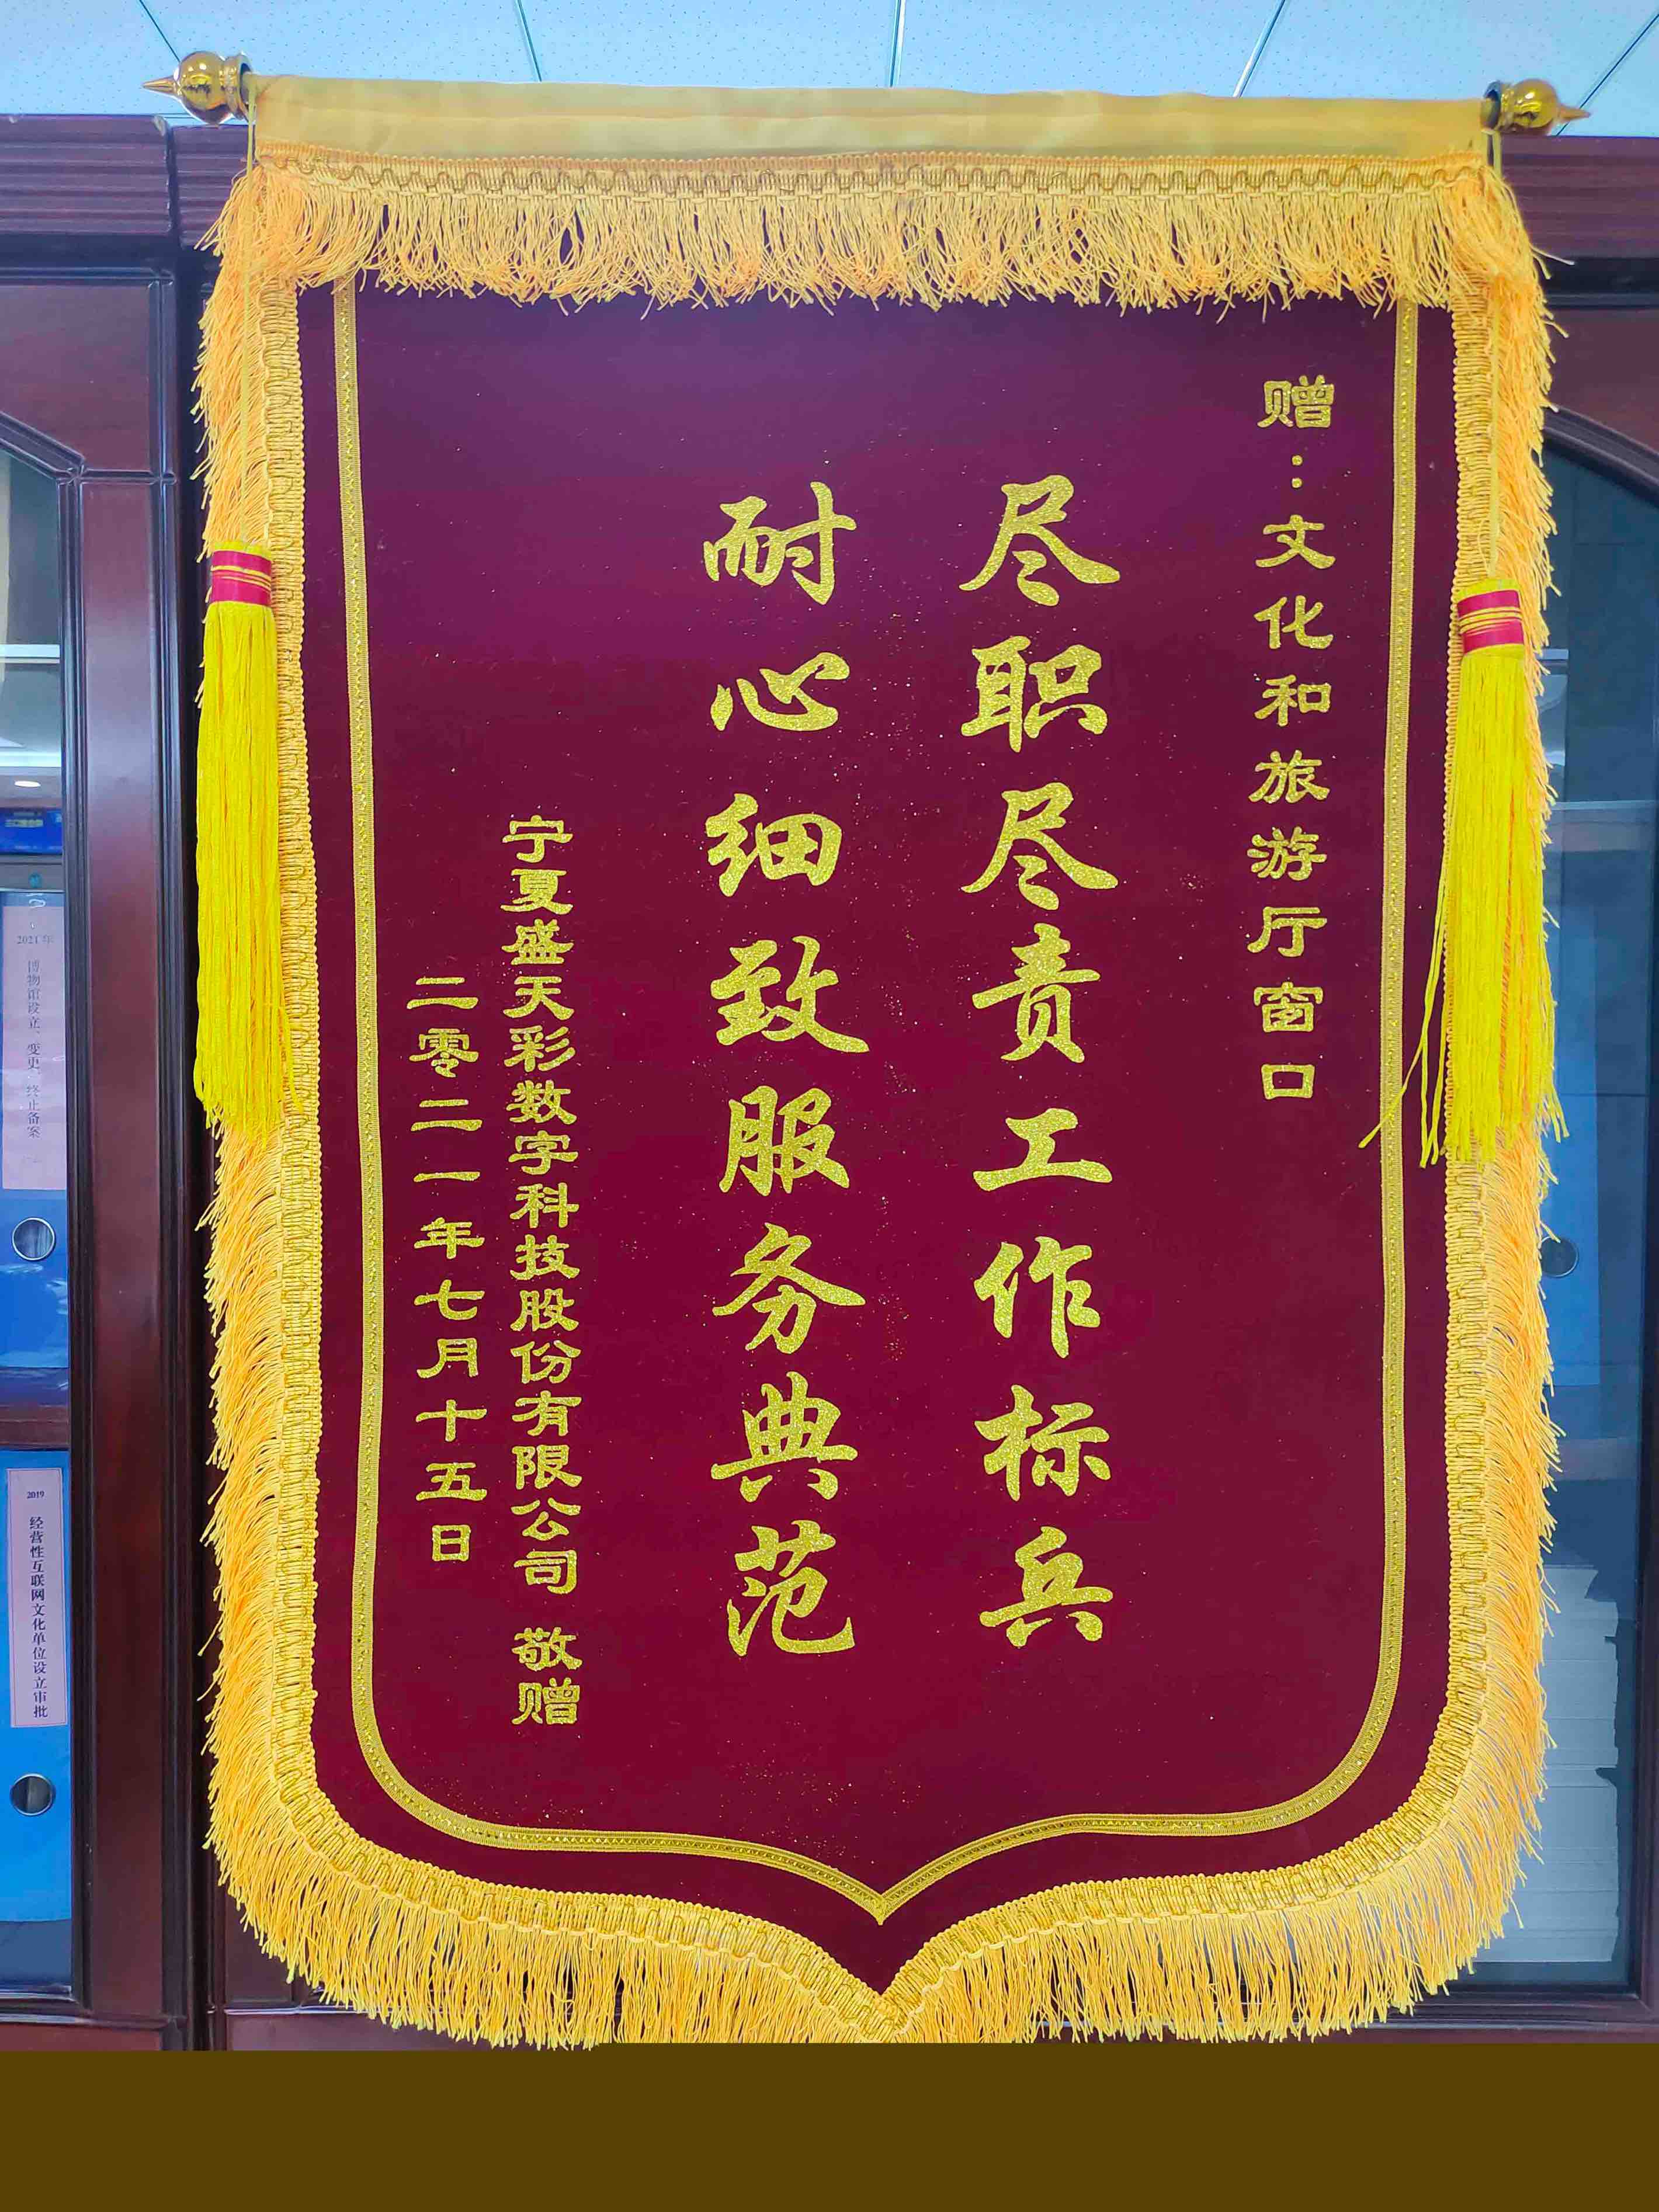 赠：文化和旅游厅窗口
尽职尽责工作标兵
耐心细致服务典范
宁夏盛天彩数字科技股份有限公司 敬赠
二零二一年七月十五日
2021年
博物馆设立、变更、终止备案
2019
经营性互联网文化单位设立审批